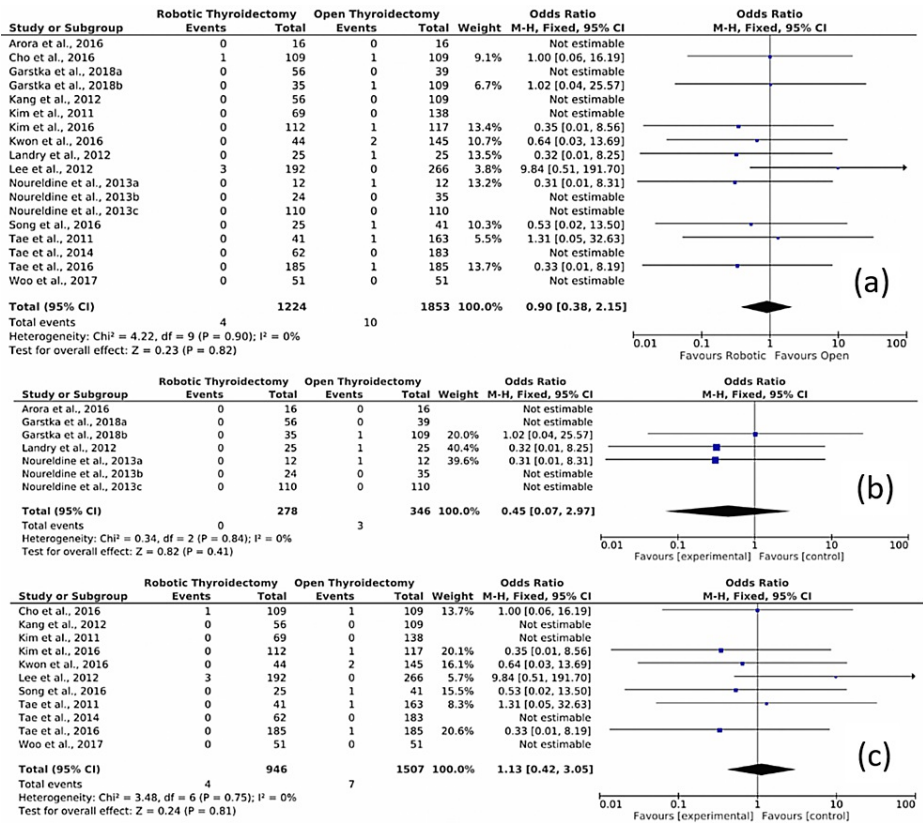 Robotic Thyroidectomy Open Thyroidectomy Odds Ratio Odds Ratio
Study or Subgroup Events Total Events Total Weight M-H, Fixed, 95% CI M-H, Fixed, 95% CI
Arora et al., 2016 0 16 0 16 Not estimable
Cho et al., 2016 1 109 1 109 9.1% 1.00 [0.06, 16.19]
Garstka et al., 2018a 0 56 0 39 Not estimable
Garstka et al., 2018b 0 35 1 109 6.7% 1.02 [0.04, 25.57]
Kang et al., 2012 0 56 0 109 Not estimable
Kim et al., 2011 0 69 0 138 Not estimable
Kim et al., 2016 0 112 1 117 13.4% 0.35 [0.01, 8.56]
Kwon et al., 2016 0 44 2 145 10.7% 0.64 [0.03, 13.69]
Landry et al., 2012 0 25 1 25 13.5% 0.32 [0.01, 8.25]
Lee et al., 2012 3 192 0 266 3.8% 9.84 [0.51, 191.70]
Noureldine et al., 2013a 0 12 1 12 13.2% 0.31 [0.01, 8.31]
Noureldine et al., 2013b 0 24 0 35 Not estimable
Noureldine et al., 2013c 0 110 0 110 Not estimable
Song et al., 2016 0 25 1 41 10.3% 0.53 [0.02, 13.50]
Tae et al., 2011 0 41 1 163 5.5% 1.31 [0.05, 32.63]
Tae et al., 2014 0 62 0 183 Not estimable
Tae et al., 2016 0 185 1 185 13.7% 0.33 [0.01, 8.19]
Woo et al., 2017 0 51 0 51 Not estimable
(a)
Total (95% CI) 1224 1853 100.0% 0.90 [0.38, 2.15]
Total events 4 10
Heterogeneity: Chi² = 4.22, df = 9 (P = 0.90); I² = 0%
Test for overall effect: Z = 0.23 (P = 0.82)
0.01 0.1 1 10 100
Favours Robotic Favours Open
Robotic Thyroidectomy Open Thyroidectomy Odds Ratio Odds Ratio
Study or Subgroup Events Total Events Total Weight M-H, Fixed, 95% CI M-H, Fixed, 95% CI
Arora et al., 2016 0 16 0 16 Not estimable
Garstka et al., 2018a 0 56 0 39 Not estimable
Garstka et al., 2018b 0 35 1 109 20.0% 1.02 [0.04, 25.57]
Landry et al., 2012 0 25 1 25 40.4% 0.32 [0.01, 8.25]
Noureldine et al., 2013a 0 12 1 12 39.6% 0.31 [0.01, 8.31]
Noureldine et al., 2013b 0 24 0 35 Not estimable
Noureldine et al., 2013c 0 110 0 110 Not estimable
(b)
Total (95% CI) 278 346 100.0% 0.45 [0.07, 2.97]
Total events 0 3
Heterogeneity: Chi² = 0.34, df = 2 (P = 0.84); I² = 0%
Test for overall effect: Z = 0.82 (P = 0.41)
0.01 0.1 1 10 100
Favours [experimental] Favours [control]
Robotic Thyroidectomy Open Thyroidectomy Odds Ratio Odds Ratio
Study or Subgroup Events Total Events Total Weight M-H, Fixed, 95% CI M-H, Fixed, 95% CI
Cho et al., 2016 1 109 1 109 13.7% 1.00 [0.06, 16.19]
Kang et al., 2012 0 56 0 109 Not estimable
Kim et al., 2011 0 69 0 138 Not estimable
Kim et al., 2016 0 112 1 117 20.1% 0.35 [0.01, 8.56]
Kwon et al., 2016 0 44 2 145 16.1% 0.64 [0.03, 13.69]
Lee et al., 2012 3 192 0 266 5.7% 9.84 [0.51, 191.70]
Song et al., 2016 0 25 1 41 15.5% 0.53 [0.02, 13.50]
Tae et al., 2011 0 41 1 163 8.3% 1.31 [0.05, 32.63]
Tae et al., 2014 0 62 0 183 Not estimable
Tae et al., 2016 0 185 1 185 20.6% 0.33 [0.01, 8.19]
Woo et al., 2017 0 51 0 51 Not estimable
(c)
Total (95% CI) 946 1507 100.0% 1.13 [0.42, 3.05]
Total events 4 7
Heterogeneity: Chi² = 3.48, df = 6 (P = 0.75); I² = 0%
Test for overall effect: Z = 0.24 (P = 0.81)
0.01 0.1 1 10 100
Favours [experimental] Favours [control]